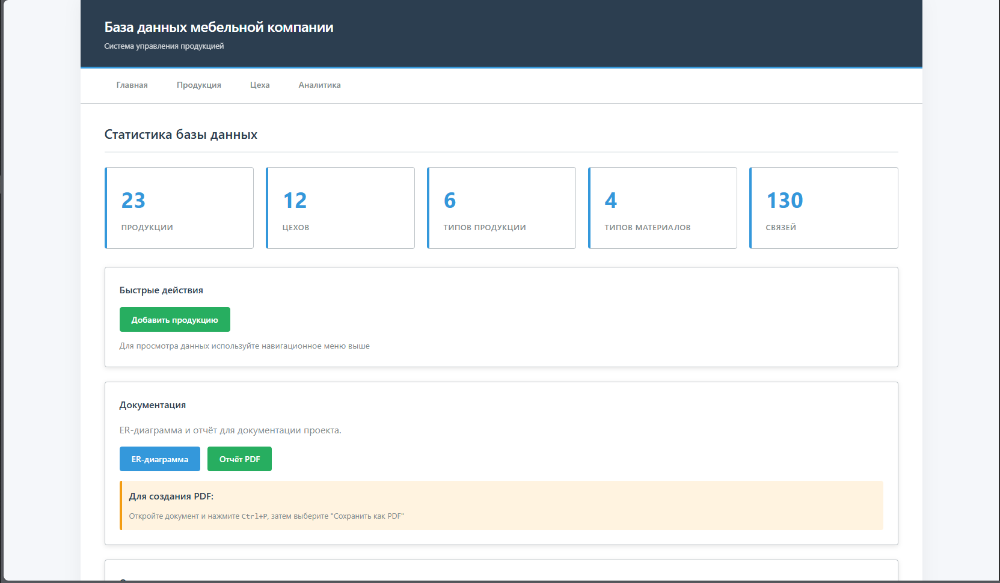 База данных мебельной компании
Система управления продукцией
Главная Продукция Цеха Аналитика
Статистика базы данных
23 12 6 4 130
ПРОДУКЦИИ ЦЕХОВ ТИПОВ ПРОДУКЦИИ ТИПОВ МАТЕРИАЛОВ СВЯЗЕЙ
Быстрые действия
Добавить продукцию
Для просмотра данных используйте навигационное меню выше
Документация
ER-диаграмма и отчёт для документации проекта.
ER-диаграмма Отчёт PDF
Для создания PDF:
Откройте документ и нажмите Ctrl+P, затем выберите "Сохранить как PDF"